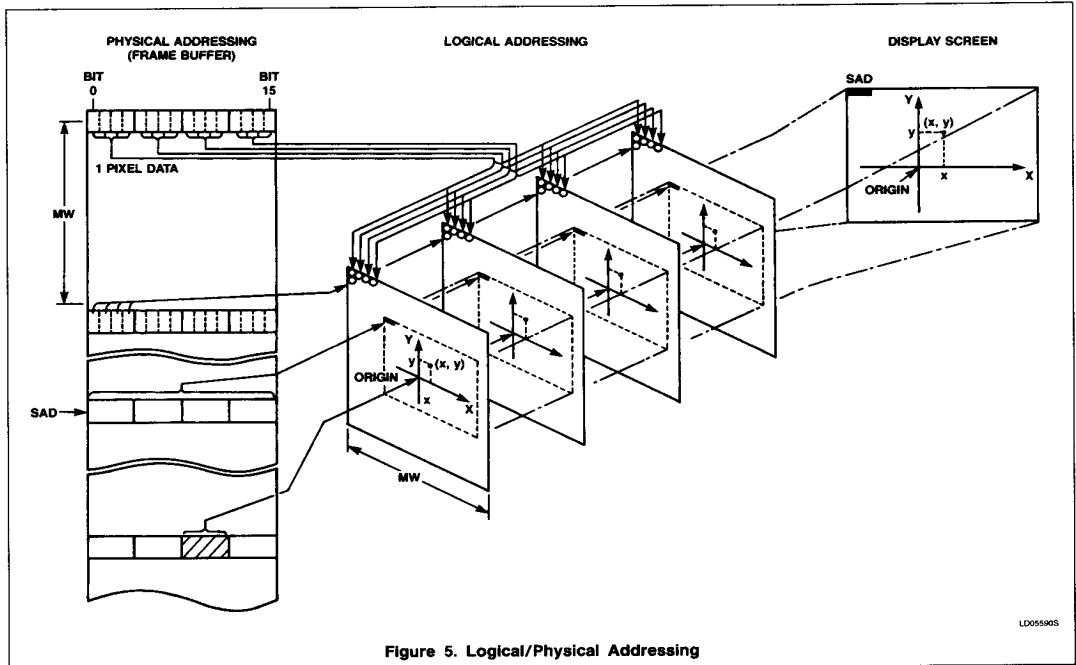 PHYSICAL ADDRESSING
(FRAME BUFFER)
LOGICAL ADDRESSING
DISPLAY SCREEN
BIT
0
BIT
15
1 PIXEL DATA
MW
SAD
SAD
Y
y
(x, y)
ORIGIN
x
X
Y
y
(x, y)
ORIGIN
x
X
MW
LD05590S
Figure 5. Logical/Physical Addressing